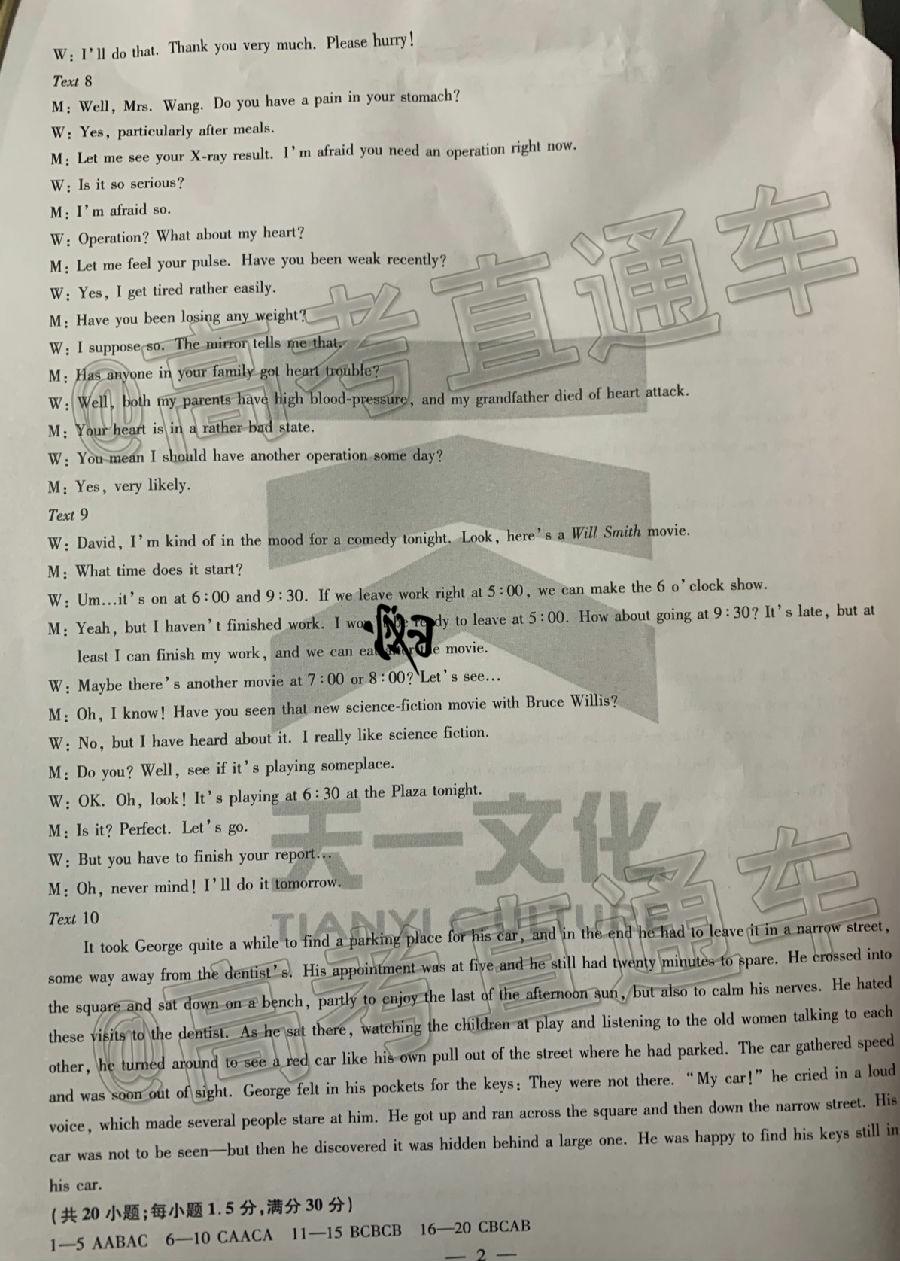 W: I'll do that. Thank you very much. Please hurry!
Text 8
M: Well, Mrs. Wang. Do you have a pain in your stomach?
W: Yes, particularly after meals.
M: Let me see your X-ray result. I'm afraid you need an operation right now.
W: Is it so serious?
M: I'm afraid so.
W: Operation? What about my heart?
M: Let me feel your pulse. Have you been weak recently?
W: Yes, I get tired rather easily.
M: Have you been losing any weight?
W: I suppose so. The mirror tells me that.
M: Has anyone in your family got heart trouble?
W: Well, both my parents have high blood-pressure, and my grandfather died of heart attack.
M: Your heart is in a rather bad state.
W: You mean I should have another operation some day?
M: Yes, very likely.
Text 9
W: David, I'm kind of in the mood for a comedy tonight. Look, here's a Will Smith movie.
M: What time does it start?
W: Um...it's on at 6:00 and 9:30. If we leave work right at 5:00, we can make the 6 o'clock show.
M: Yeah, but I haven't finished work. I to leave at 5:00. How about going at 9:30? It's late, but at
least I can finish my work, and we can movie.
W: Maybe there's another movie at 7:00 or 8:00? Let's see...
M: Oh, I know! Have you seen that new science-fiction movie with Bruce Willis?
W: No, but I have heard about it. I really like science fiction.
M: Do you? Well, see if it's playing someplace.
W: OK. Oh, look! It's playing at 6:30 at the Plaza tonight.
M: Is it? Perfect. Let's go.
W: But you have to finish your report...
M: Oh, never mind! I'll do it tomorrow.
Text 10
It took George quite a while to find a parking place for his car, and in the end he had to leave it in a narrow street,
some way away from the dentist's. His appointment was at five and he still had twenty minutes to spare. He crossed into
the square and sat down on a bench, partly to enjoy the last of the afternoon sun, but also to calm his nerves. He hated
these visits to the dentist. As he sat there, watching the children at play and listening to the old women talking to each
other, he turned around to see a red car like his own pull out of the street where he had parked. The car gathered speed
and was soon out of sight. George felt in his pockets for the keys: They were not there. "My car!" he cried in a loud
voice, which made several people stare at him. He got up and ran across the square and then down the narrow street. His
car was not to be seen—but then he discovered it was hidden behind a large one. He was happy to find his keys still in
his car.
(共20小题;每小题1.5分,满分30分)
1—5 AABAC 6—10 CAACA 11—15 BCBCB 16—20 CBCAB
— 2 —
@高考直通车
天一文化
TIANYI CULTURE
@高考直通车